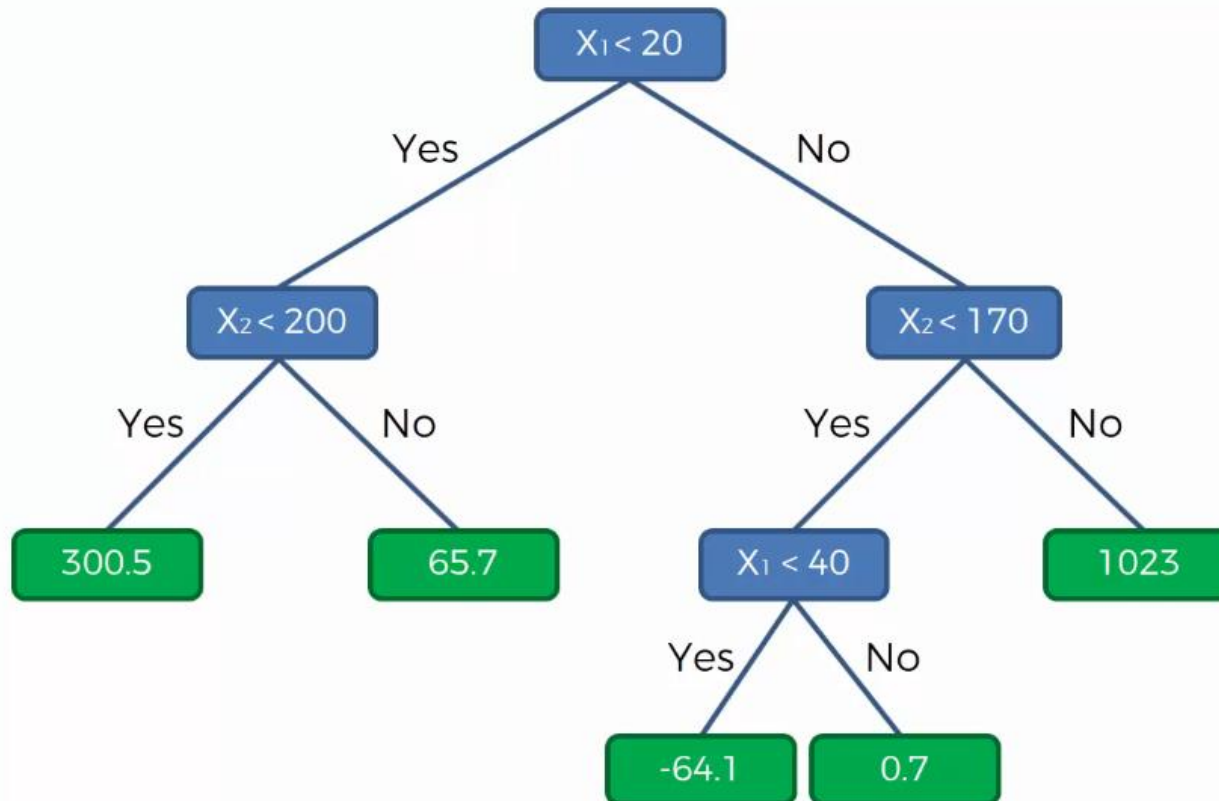 X₁ < 20
Yes
No
X₂ < 200
X₂ < 170
Yes
No
Yes
No
300.5
65.7
X₁ < 40
1023
Yes
No
-64.1
0.7